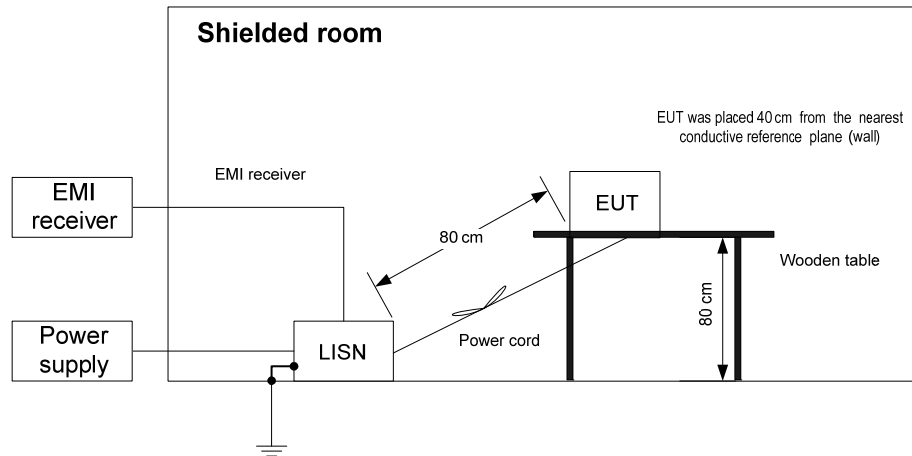 Shielded room
EUT was placed 40 cm from the nearest
conductive reference plane (wall)
EMI receiver
EMI
receiver
EUT
80 cm
Wooden table
80 cm
Power
supply
LISN
Power cord